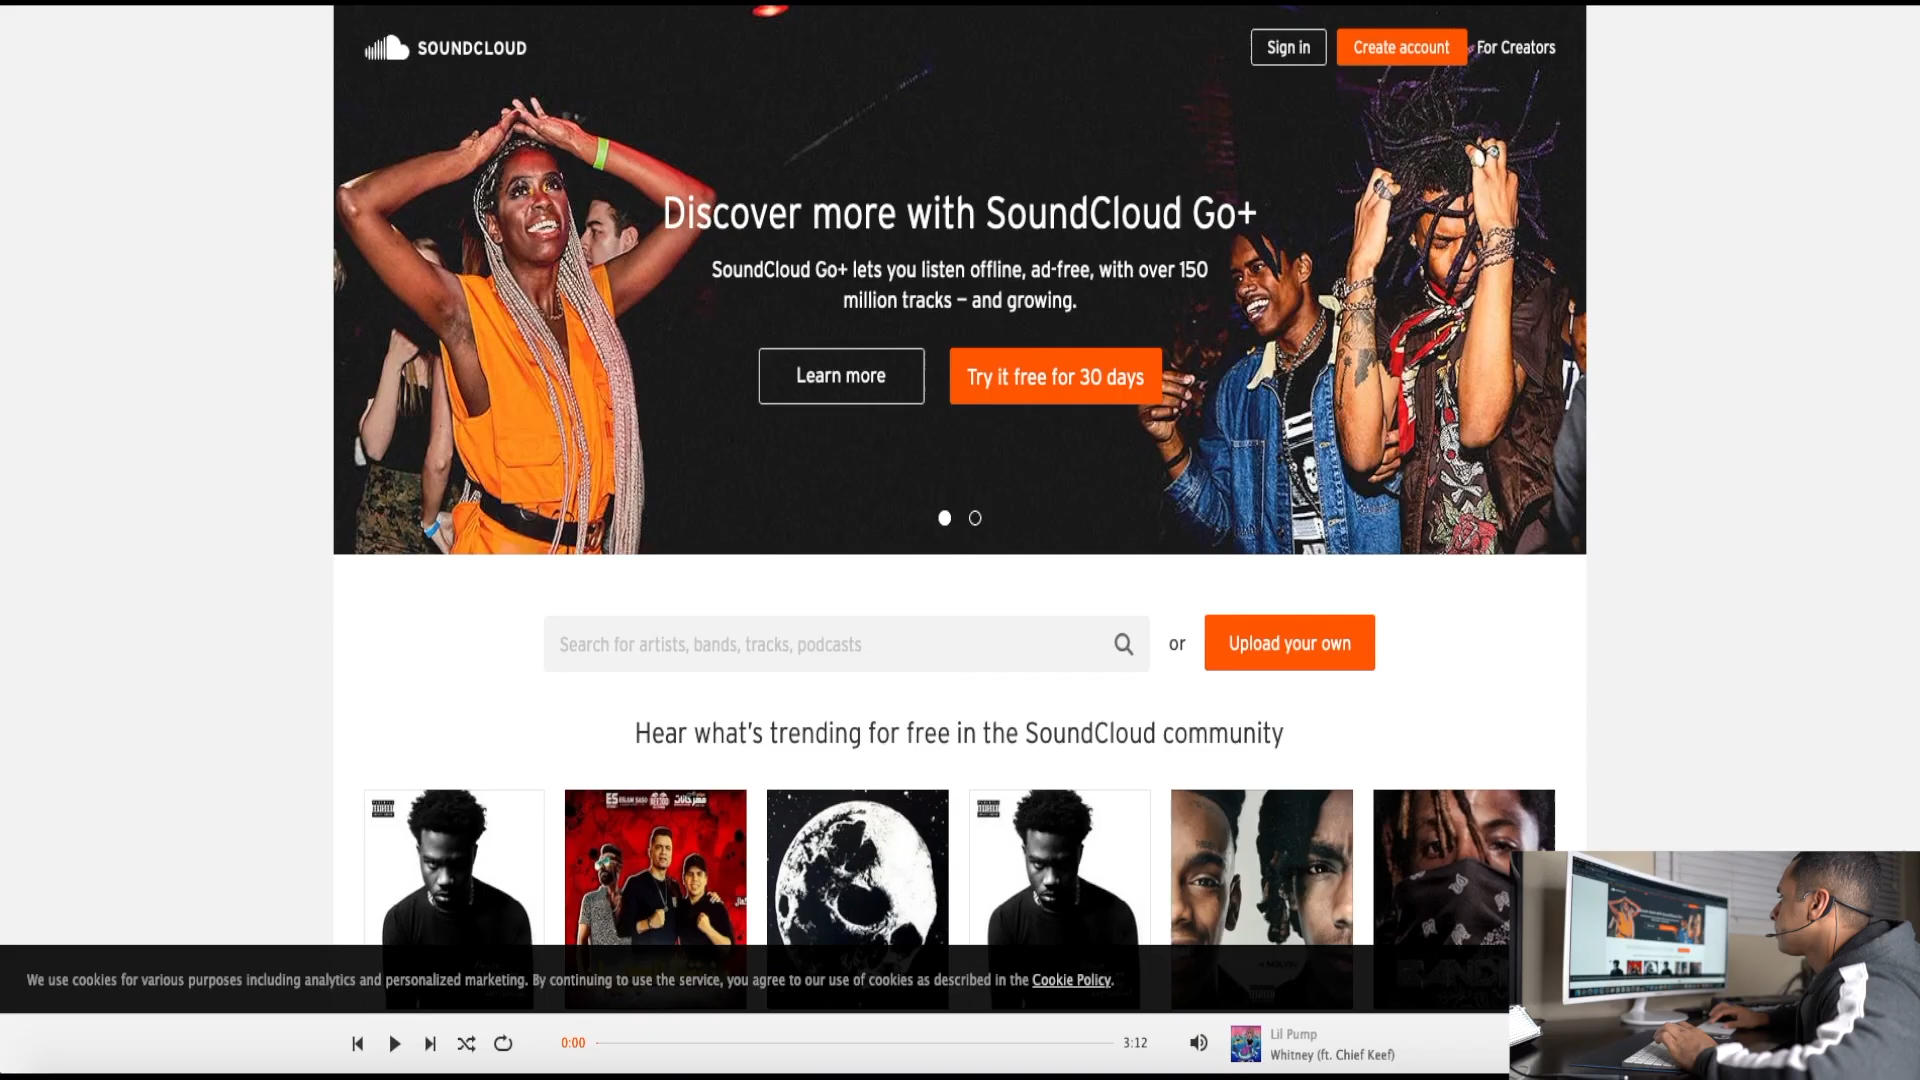 SOUNDCLOUD
Sign in
Create account
For Creators
Discover more with SoundCloud Go+
SoundCloud Go+ lets you listen offline, ad-free, with over 150
million tracks – and growing.
Learn more
Try it free for 30 days
Search for artists, bands, tracks, podcasts
or
Upload your own
Hear what's trending for free in the SoundCloud community
We use cookies for various purposes including analytics and personalized marketing. By continuing to use the service, you agree to our use of cookies as described in the Cookie Policy.
0:00
3:12
Lil Pump
Whitney (ft. Chief Keef)